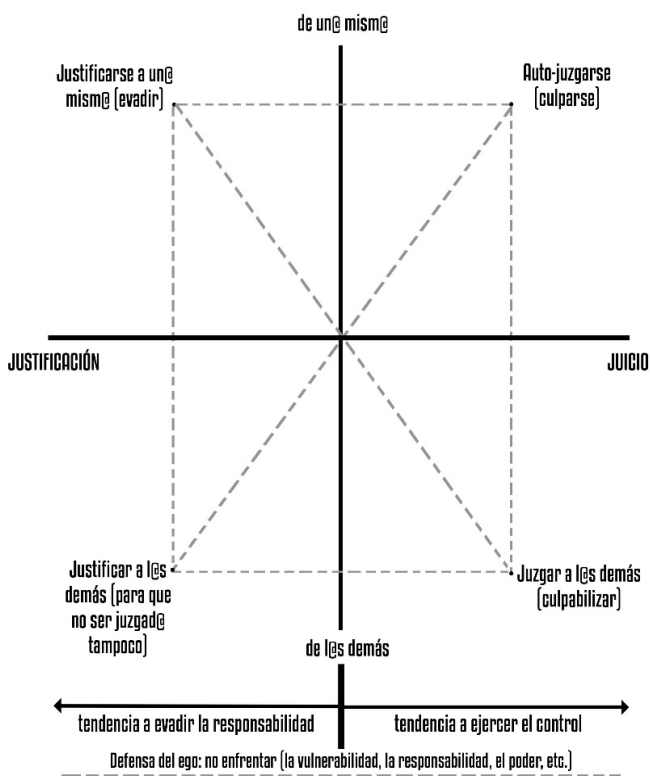 de un@ mism@
Justificarse a un@
mism@ (evadir)
Auto-juzgarse
(culparse)
JUSTIFICACIÓN
JUICIO
Justificar a l@s
demás (para que
no ser juzgad@
tampoco)
Juzgar a l@s demás
(culpabilizar)
de l@s demás
tendencia a evadir la responsabilidad
tendencia a ejercer el control
Defensa del ego: no enfrentar (la vulnerabilidad, la responsabilidad, el poder, etc.)